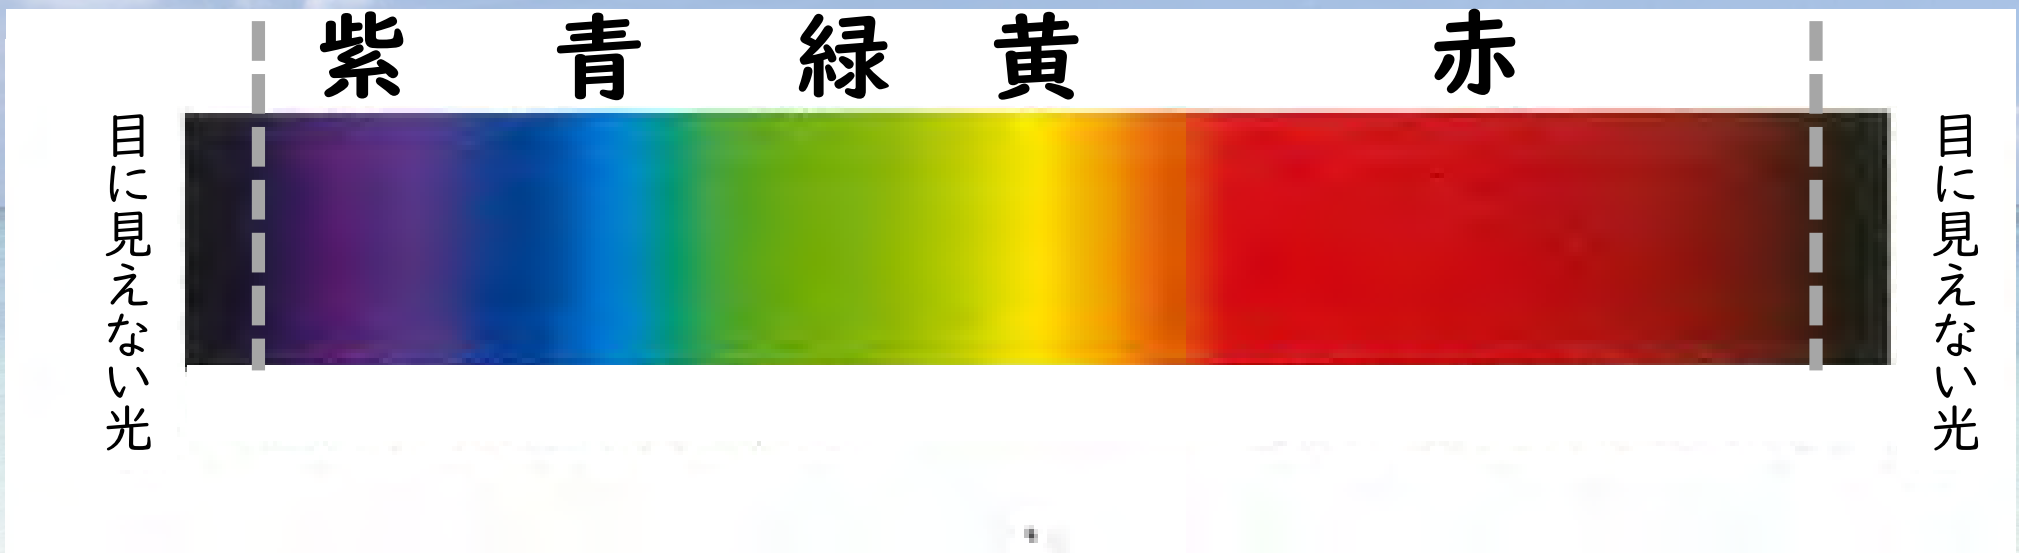 紫 青 緑 黄 赤
目に見えない光
目に見えない光